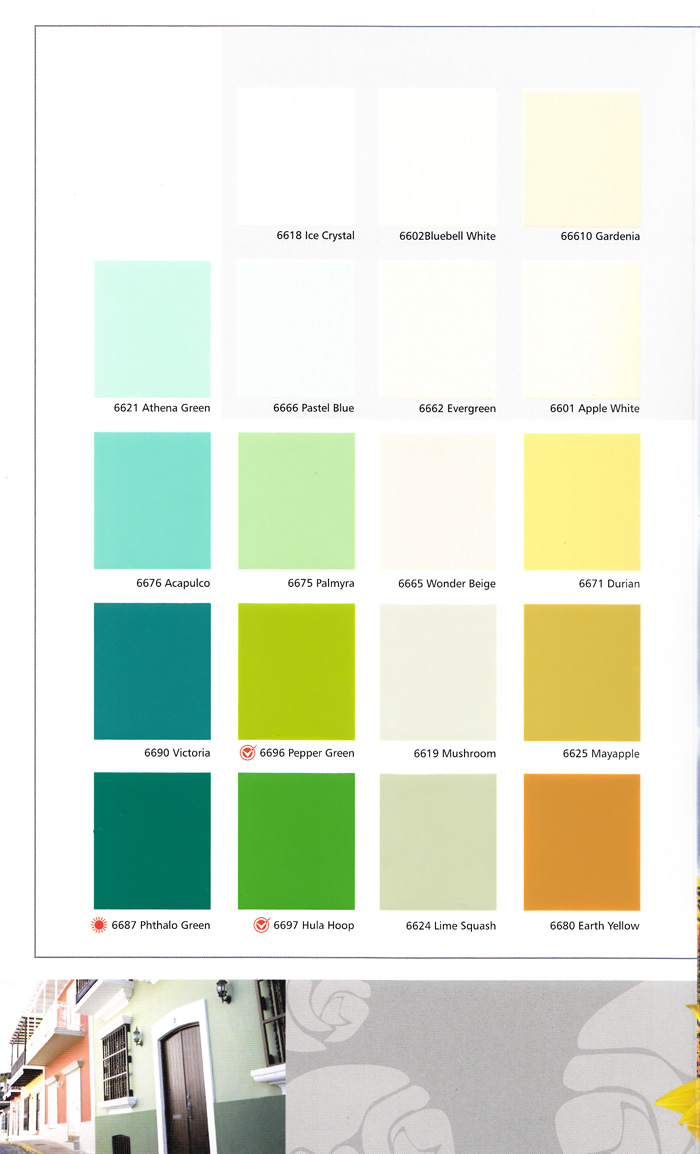 6618 Ice Crystal
6602Bluebell White
66610 Gardenia
6621 Athena Green
6666 Pastel Blue
6662 Evergreen
6601 Apple White
6676 Acapulco
6675 Palmyra
6665 Wonder Beige
6671 Durian
6690 Victoria
6696 Pepper Green
6619 Mushroom
6625 Mayapple
6687 Phthalo Green
6697 Hula Hoop
6624 Lime Squash
6680 Earth Yellow